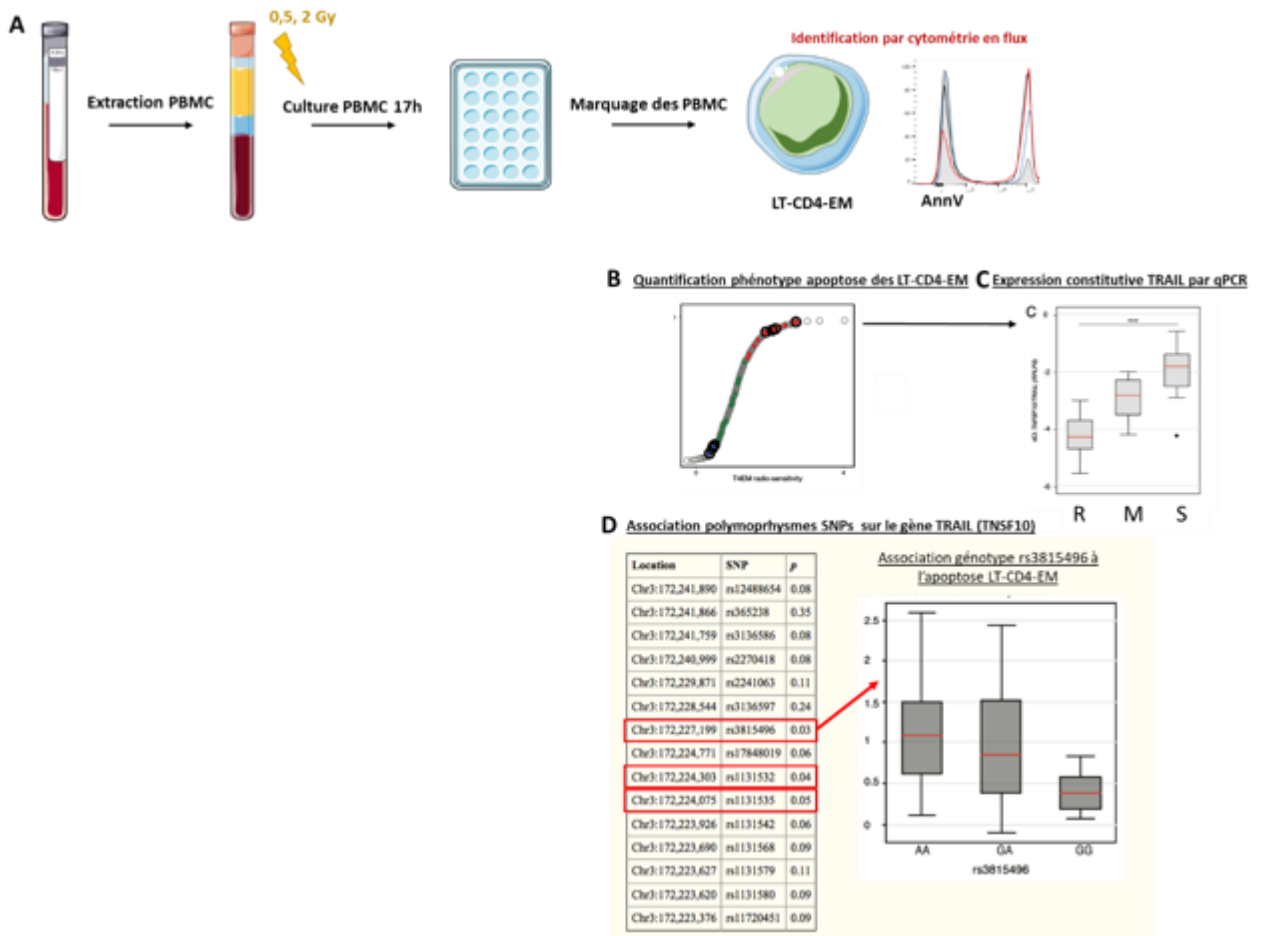 A
0,5, 2 Gy
Identification par cytométrie en flux
Extraction PBMC
Culture PBMC 17h
Marquage des PBMC
LT-CD4-EM
AnnV
B Quantification phénotype apoptose des LT-CD4-EM
C Expression constitutive TRAIL par qPCR
C
1
0
4
T4EM radio-sensitivity
0
-2
-4
-6
R M S
D Association polymoprhysmes SNPs sur le gène TRAIL (TNSF10)
Location SNP p
Chr3:172,241,890 rs12488654 0.08
Chr3:172,241,866 rs365238 0.35
Chr3:172,241,759 rs3136586 0.08
Chr3:172,240,999 rs2270418 0.08
Chr3:172,229,871 rs2241063 0.11
Chr3:172,228,544 rs3136597 0.24
Chr3:172,227,199 rs3815496 0.03
Chr3:172,224,771 rs17848019 0.06
Chr3:172,224,303 rs1131532 0.04
Chr3:172,224,075 rs1131535 0.05
Chr3:172,223,926 rs1131542 0.06
Chr3:172,223,690 rs1131568 0.09
Chr3:172,223,627 rs1131579 0.11
Chr3:172,223,620 rs1131580 0.09
Chr3:172,223,376 rs11720451 0.09
Association génotype rs3815496 à
l'apoptose LT-CD4-EM
2.5
2
1.5
1
0.5
0
AA GA GG
rs3815496